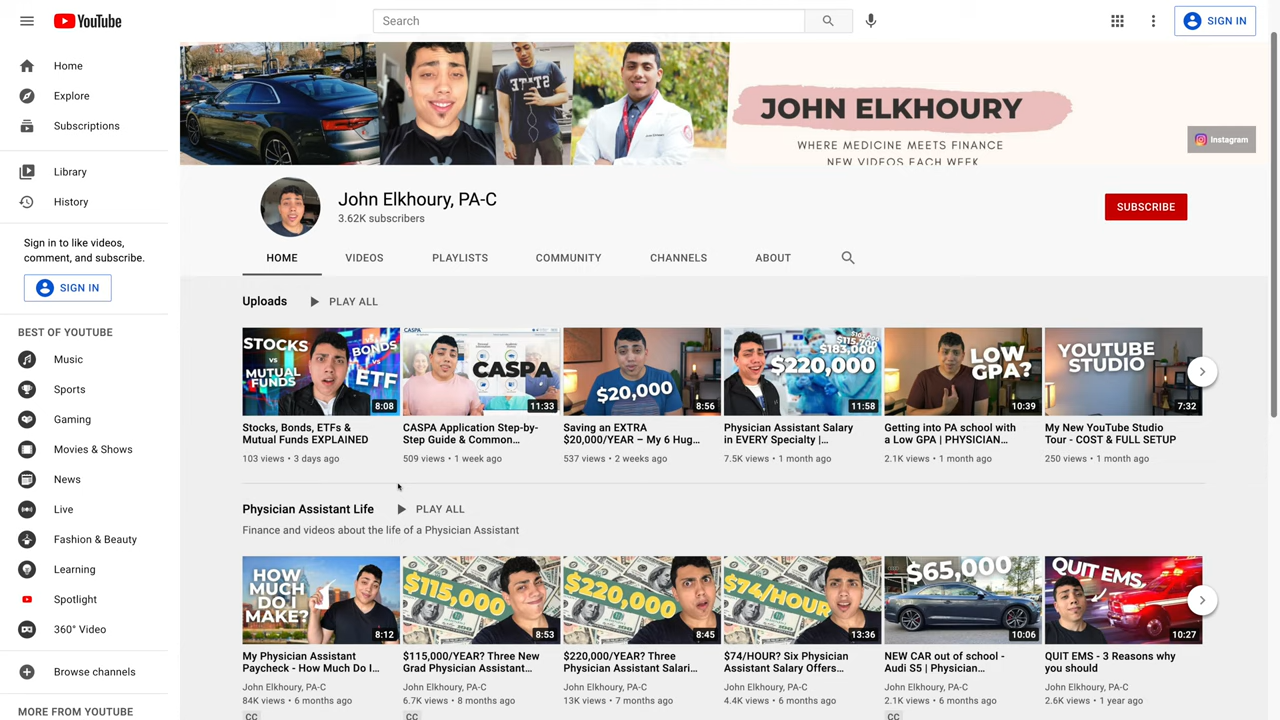 YouTube
Search
SIGN IN
Home
Explore
Subscriptions
Library
History
Sign in to like videos,
comment, and subscribe.
SIGN IN
BEST OF YOUTUBE
Music
Sports
Gaming
Movies & Shows
News
Live
Fashion & Beauty
Learning
Spotlight
360° Video
Browse channels
MORE FROM YOUTUBE
STATE
JOHN ELKHOURY
WHERE MEDICINE MEETS FINANCE
NEW VIDEOS EACH WEEK
Instagram
John Elkhoury, PA-C
3.62K subscribers
SUBSCRIBE
HOME VIDEOS PLAYLISTS COMMUNITY CHANNELS ABOUT
Uploads PLAY ALL
STOCKS
VS
MUTUAL
FUNDS
BONDS
VS
ETF
8:08
Stocks, Bonds, ETFs &
Mutual Funds EXPLAINED
103 views • 3 days ago
CASPA
CASPA
11:33
CASPA Application Step-by-
Step Guide & Common...
509 views • 1 week ago
$20,000
8:56
Saving an EXTRA
$20,000/YEAR – My 6 Hug...
537 views • 2 weeks ago
$115,700
$183,000
$220,000
11:58
Physician Assistant Salary
in EVERY Specialty |...
7.5K views • 1 month ago
LOW
GPA?
10:39
Getting into PA school with
a Low GPA | PHYSICIAN...
2.1K views • 1 month ago
YOUTUBE
STUDIO
7:32
My New YouTube Studio
Tour - COST & FULL SETUP
250 views • 1 month ago
Physician Assistant Life PLAY ALL
Finance and videos about the life of a Physician Assistant
HOW
MUCH
DO I
MAKE?
8:12
My Physician Assistant
Paycheck - How Much Do I...
John Elkhoury, PA-C
84K views • 6 months ago
CC
$115,000
8:53
$115,000/YEAR? Three New
Grad Physician Assistant...
John Elkhoury, PA-C
6.7K views • 8 months ago
CC
$220,000
8:45
$220,000/YEAR? Three
Physician Assistant Salari...
John Elkhoury, PA-C
13K views • 7 months ago
$74/HOUR
13:36
$74/HOUR? Six Physician
Assistant Salary Offers...
John Elkhoury, PA-C
4.4K views • 6 months ago
$65,000
10:06
NEW CAR out of school -
Audi S5 | Physician...
John Elkhoury, PA-C
2.1K views • 6 months ago
CC
QUIT EMS
10:27
QUIT EMS - 3 Reasons why
you should
John Elkhoury, PA-C
2.6K views • 1 year ago